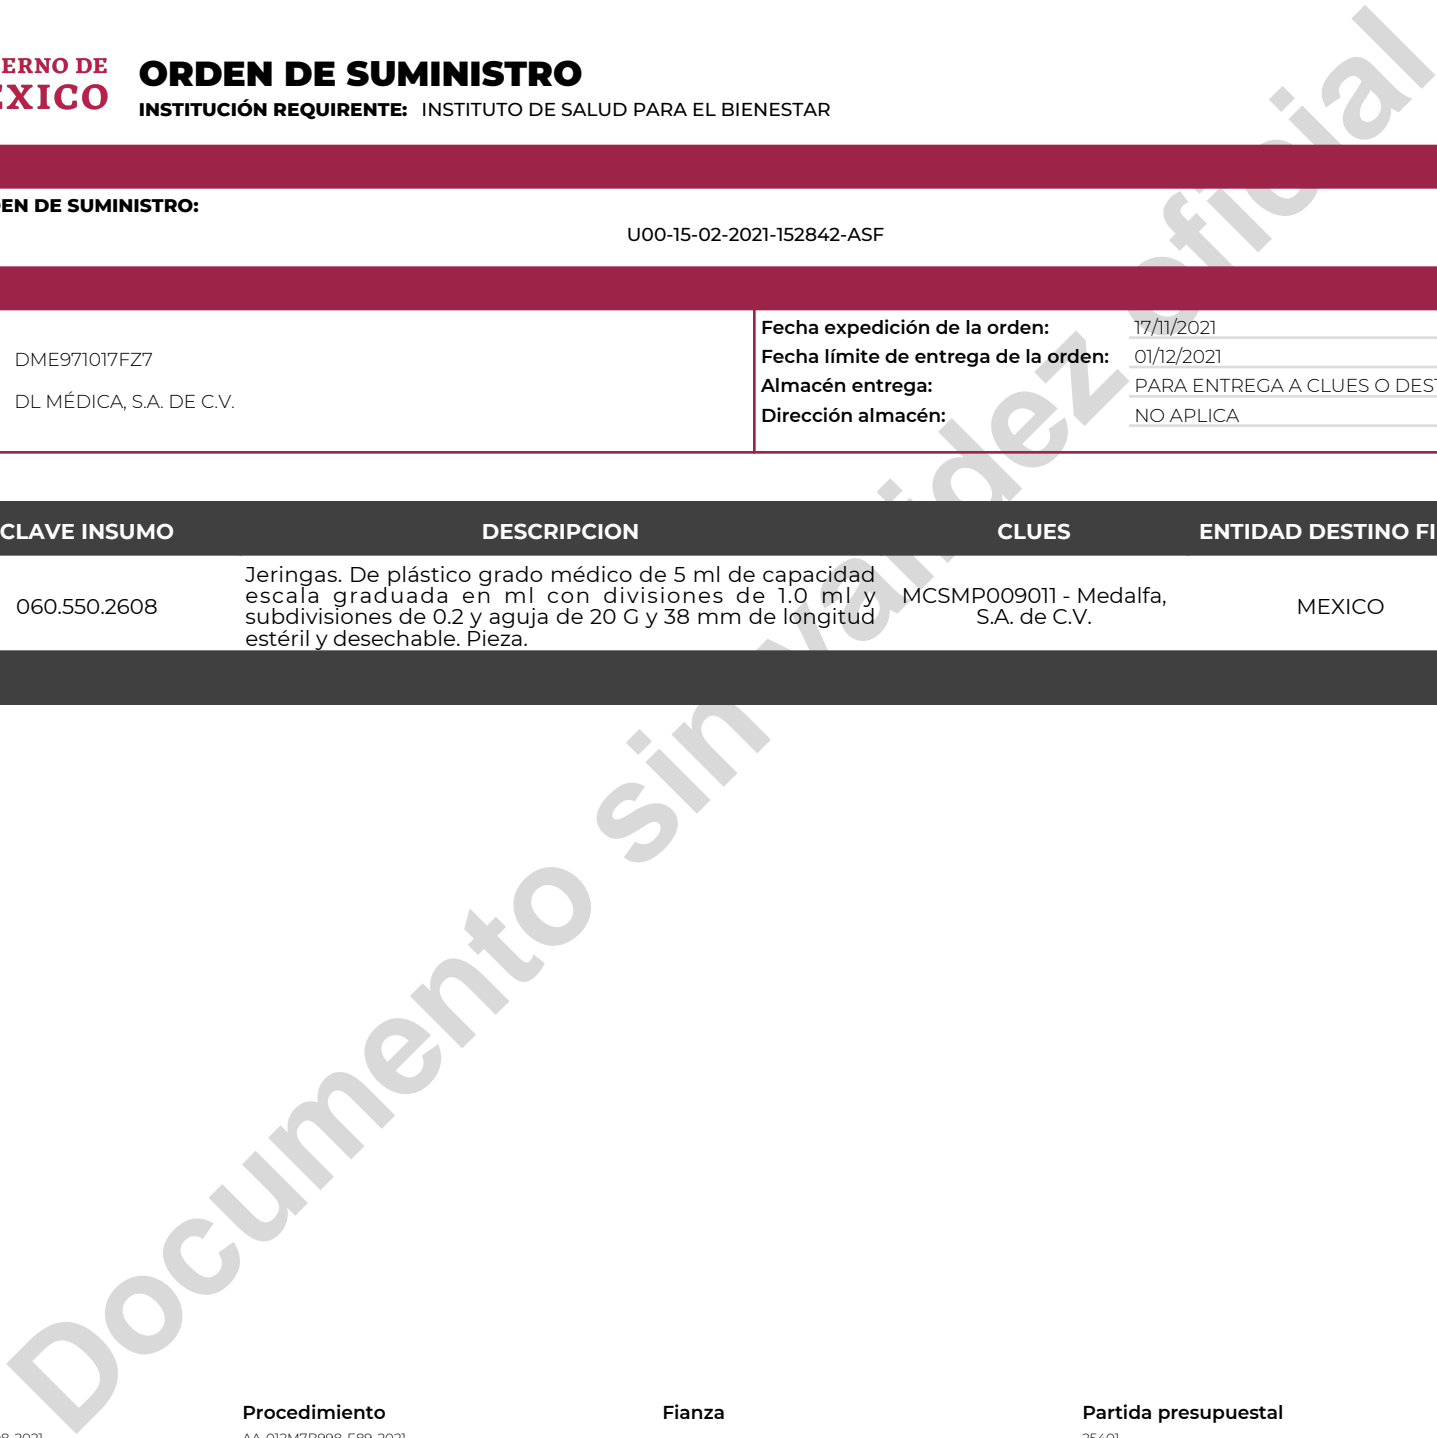 ERNO DE
EXICO
ORDEN DE SUMINISTRO
INSTITUCIÓN REQUIRENTE: INSTITUTO DE SALUD PARA EL BIENESTAR
EN DE SUMINISTRO:
U00-15-02-2021-152842-ASF
DME971017FZ7
DL MÉDICA, S.A. DE C.V.
Fecha expedición de la orden: 17/11/2021
Fecha límite de entrega de la orden: 01/12/2021
Almacén entrega: PARA ENTREGA A CLUES O DEST
Dirección almacén: NO APLICA
CLAVE INSUMO DESCRIPCION CLUES ENTIDAD DESTINO FI
060.550.2608
Jeringas. De plástico grado médico de 5 ml de capacidad
escala graduada en ml con divisiones de 1.0 ml y
subdivisiones de 0.2 y aguja de 20 G y 38 mm de longitud
estéril y desechable. Pieza.
MCSMP009011 - Medalfa,
S.A. de C.V.
MEXICO
Documento sin validez oficial
Procedimiento Fianza Partida presupuestal